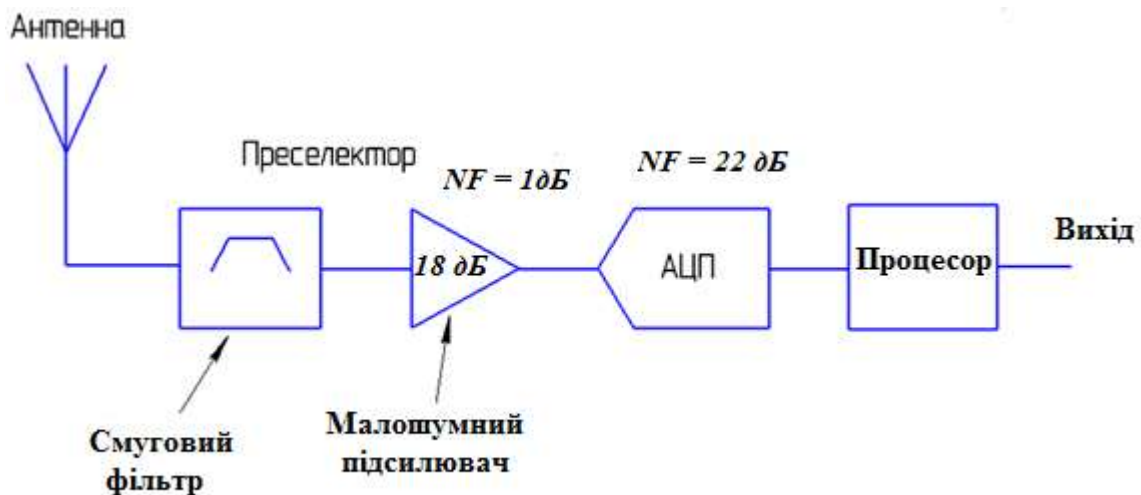 Антенна
Преселектор
NF = 1дБ
NF = 22 дБ
18 дБ
АЦП
Процесор
Вихід
Смуговий
фільтр
Малошумний
підсилювач